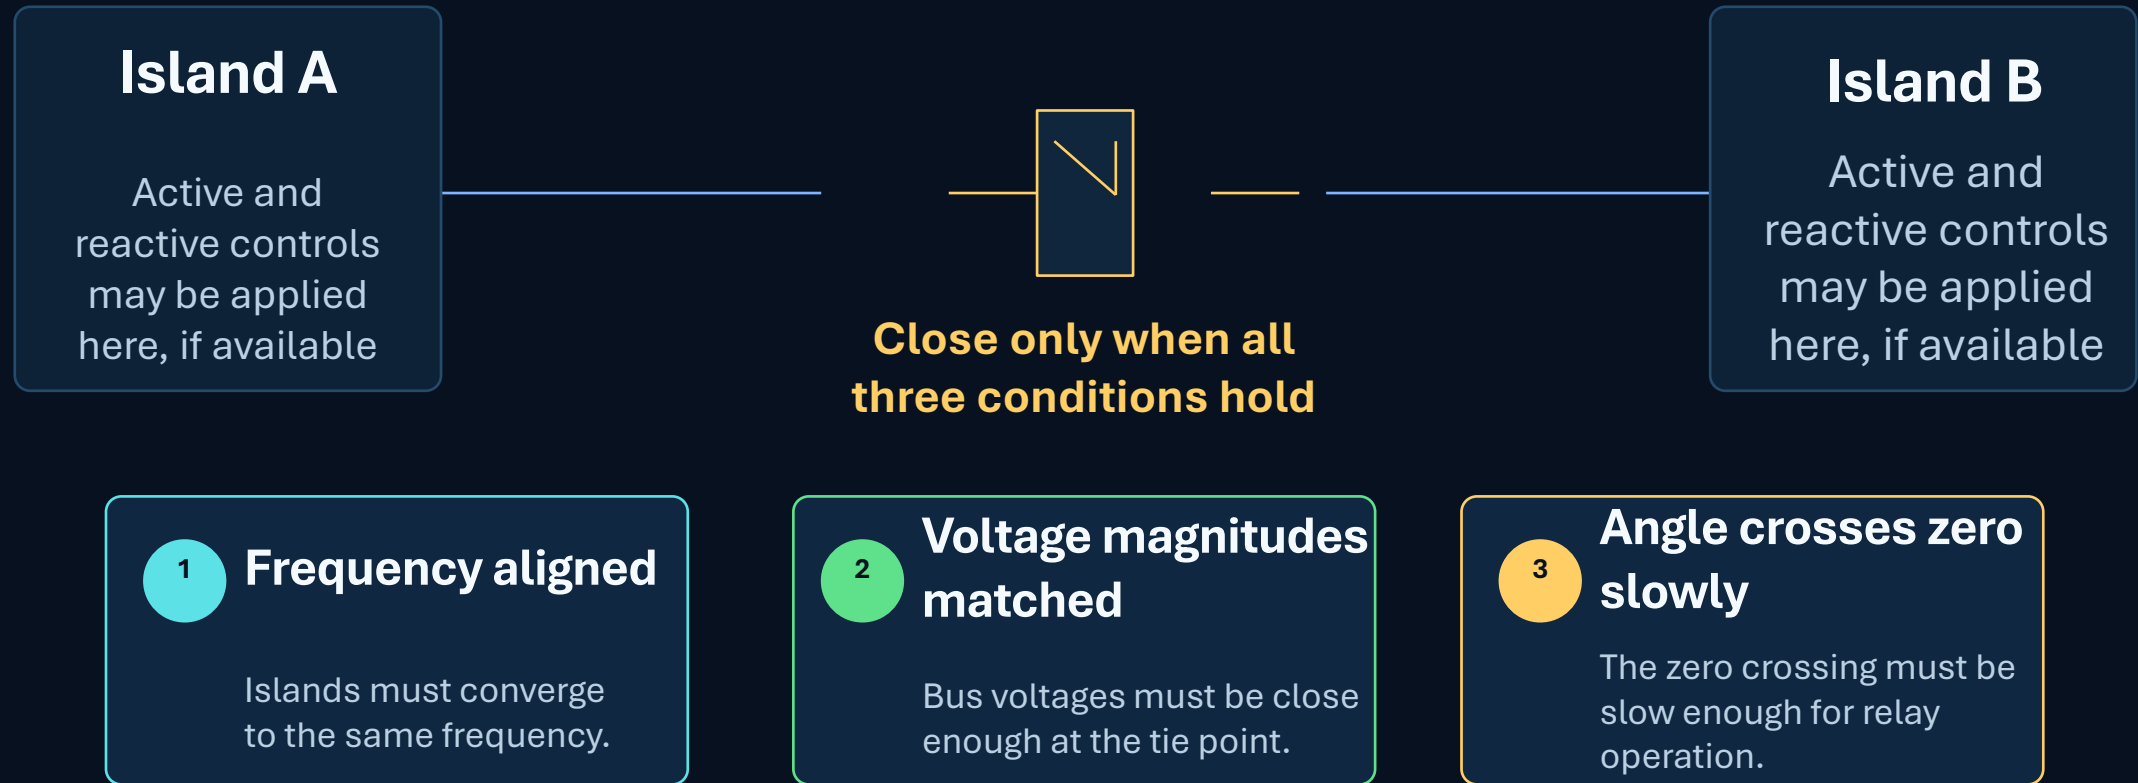 Island A
Active and
reactive controls
may be applied
here, if available
Island B
Active and
reactive controls
may be applied
here, if available
Close only when all
three conditions hold
1
Frequency aligned
Islands must converge
to the same frequency.
2
Voltage magnitudes
matched
Bus voltages must be close
enough at the tie point.
3
Angle crosses zero
slowly
The zero crossing must be
slow enough for relay
operation.